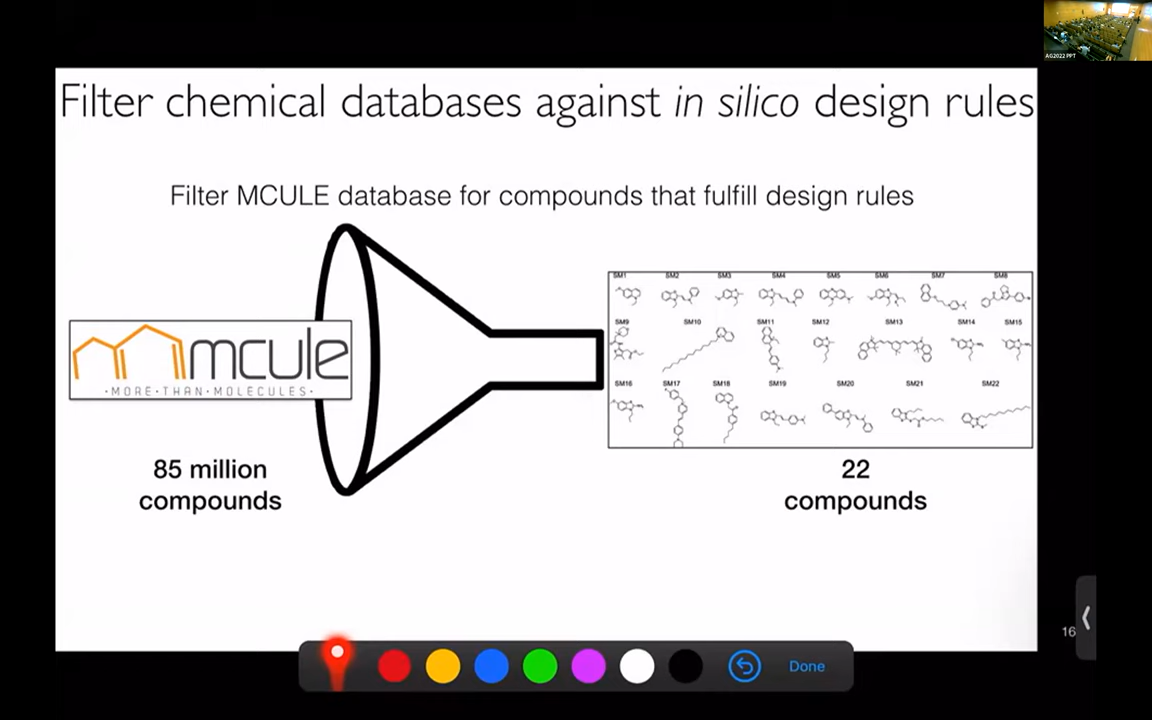 AG2022 PPT
Filter chemical databases against in silico design rules
Filter MCULE database for compounds that fulfill design rules
SM1 SM2 SM3 SM4 SM5 SM6 SM7 SM8
SM9 SM10 SM11 SM12 SM13 SM14 SM15
SM16 SM17 SM18 SM19 SM20 SM21 SM22
mcule
·MORE·THAN·MOLECULES·
85 million
compounds
22
compounds
16
Done